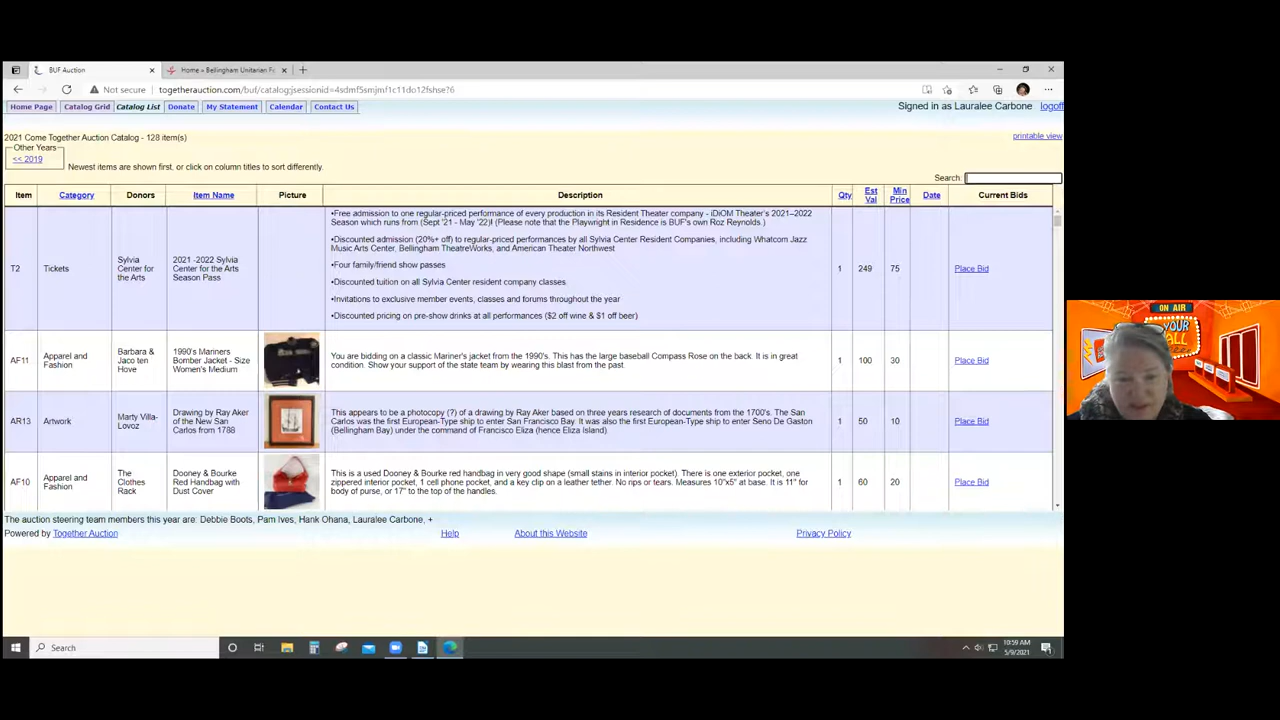 BUF Auction
Home » Bellingham Unitarian F
Not secure
togetherauction.com/buf/catalog;jsessionid=4sdmf5smjmf1c11do12fshse?6
Home Page Catalog Grid Catalog List Donate My Statement Calendar Contact Us
Signed in as Lauralee Carbone logoff
2021 Come Together Auction Catalog - 128 item(s)
printable view
Other Years
<< 2019
Newest items are shown first, or click on column titles to sort differently.
Search:
Item Category Donors Item Name Picture Description Qty Est Val Min Price Date Current Bids
T2
Tickets
Sylvia
Center for
the Arts
2021 -2022 Sylvia
Center for the Arts
Season Pass
•Free admission to one regular-priced performance of every production in its Resident Theater company - iDiOM Theater's 2021–2022
Season which runs from (Sept '21 - May '22)! (Please note that the Playwright in Residence is BUF's own Roz Reynolds.)
•Discounted admission (20%+ off) to regular-priced performances by all Sylvia Center Resident Companies, including Whatcom Jazz
Music Arts Center, Bellingham TheatreWorks, and American Theater Northwest
•Four family/friend show passes
•Discounted tuition on all Sylvia Center resident company classes
•Invitations to exclusive member events, classes and forums throughout the year
•Discounted pricing on pre-show drinks at all performances ($2 off wine & $1 off beer)
1 249 75 Place Bid
AF11
Apparel and
Fashion
Barbara &
Jaco ten
Hove
1990's Mariners
Bomber Jacket - Size
Women's Medium
You are bidding on a classic Mariner's jacket from the 1990's. This has the large baseball Compass Rose on the back. It is in great
condition. Show your support of the state team by wearing this blast from the past.
1 100 30 Place Bid
AR13
Artwork
Marty Villa-
Lovoz
Drawing by Ray Aker
of the New San
Carlos from 1788
This appears to be a photocopy (?) of a drawing by Ray Aker based on three years research of documents from the 1700's. The San
Carlos was the first European-Type ship to enter San Francisco Bay. It was also the first European-Type ship to enter Seno De Gaston
(Bellingham Bay) under the command of Francisco Eliza (hence Eliza Island).
1 50 10 Place Bid
AF10
Apparel and
Fashion
The
Clothes
Rack
Dooney & Bourke
Red Handbag with
Dust Cover
This is a used Dooney & Bourke red handbag in very good shape (small stains in interior pocket). There is one exterior pocket, one
zippered interior pocket, 1 cell phone pocket, and a key clip on a leather tether. No rips or tears. Measures 10"x5" at base. It is 11" for
body of purse, or 17" to the top of the handles.
1 60 20 Place Bid
The auction steering team members this year are: Debbie Boots, Pam Ives, Hank Ohana, Lauralee Carbone, +
Powered by Together Auction
Help
About this Website
Privacy Policy
Search
10:59 AM
5/9/2021
ON AIR
YOUR